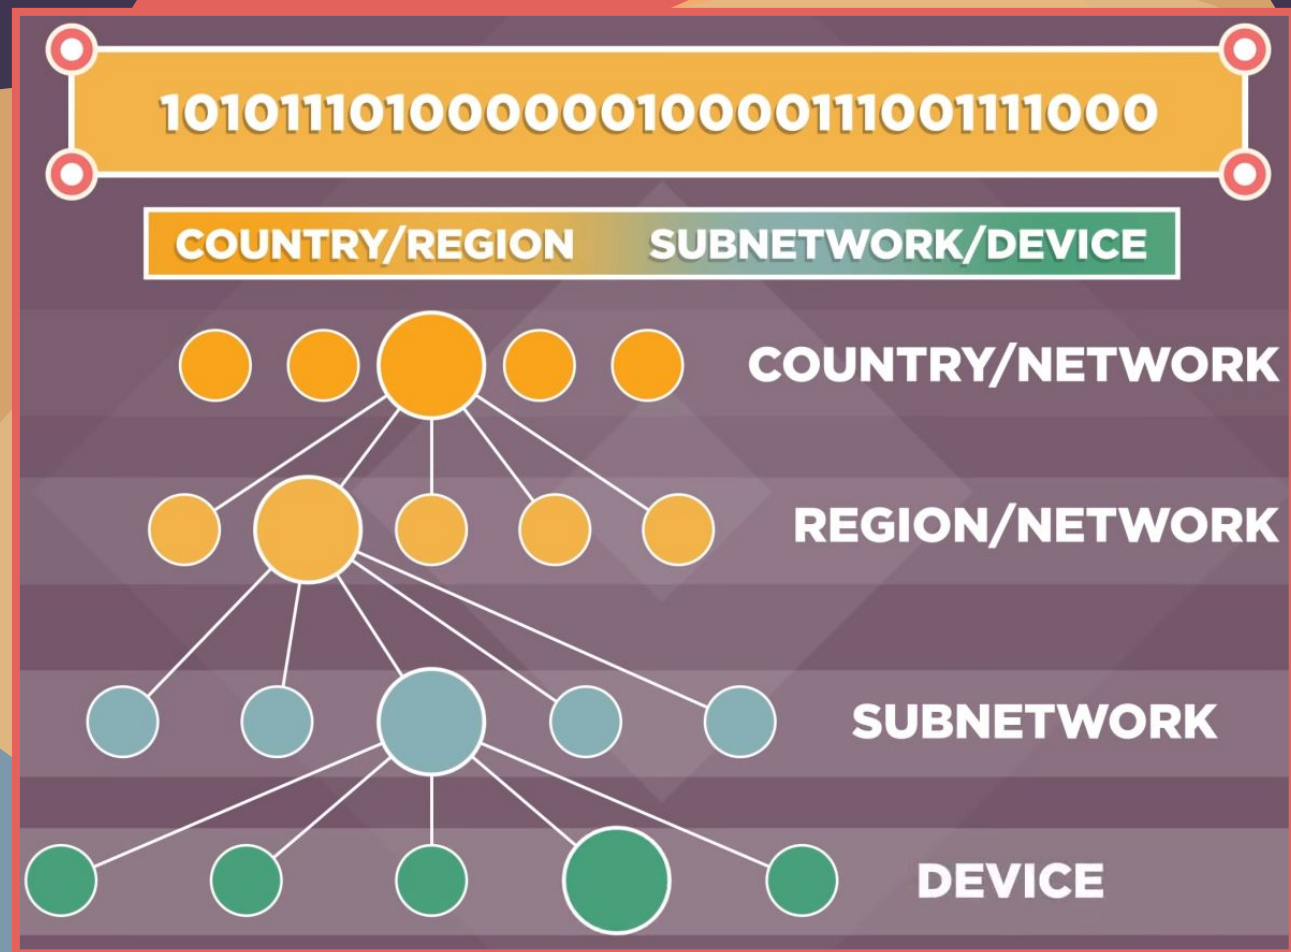 10101110100000010000111001111000
COUNTRY/REGION SUBNETWORK/DEVICE
COUNTRY/NETWORK
REGION/NETWORK
SUBNETWORK
DEVICE